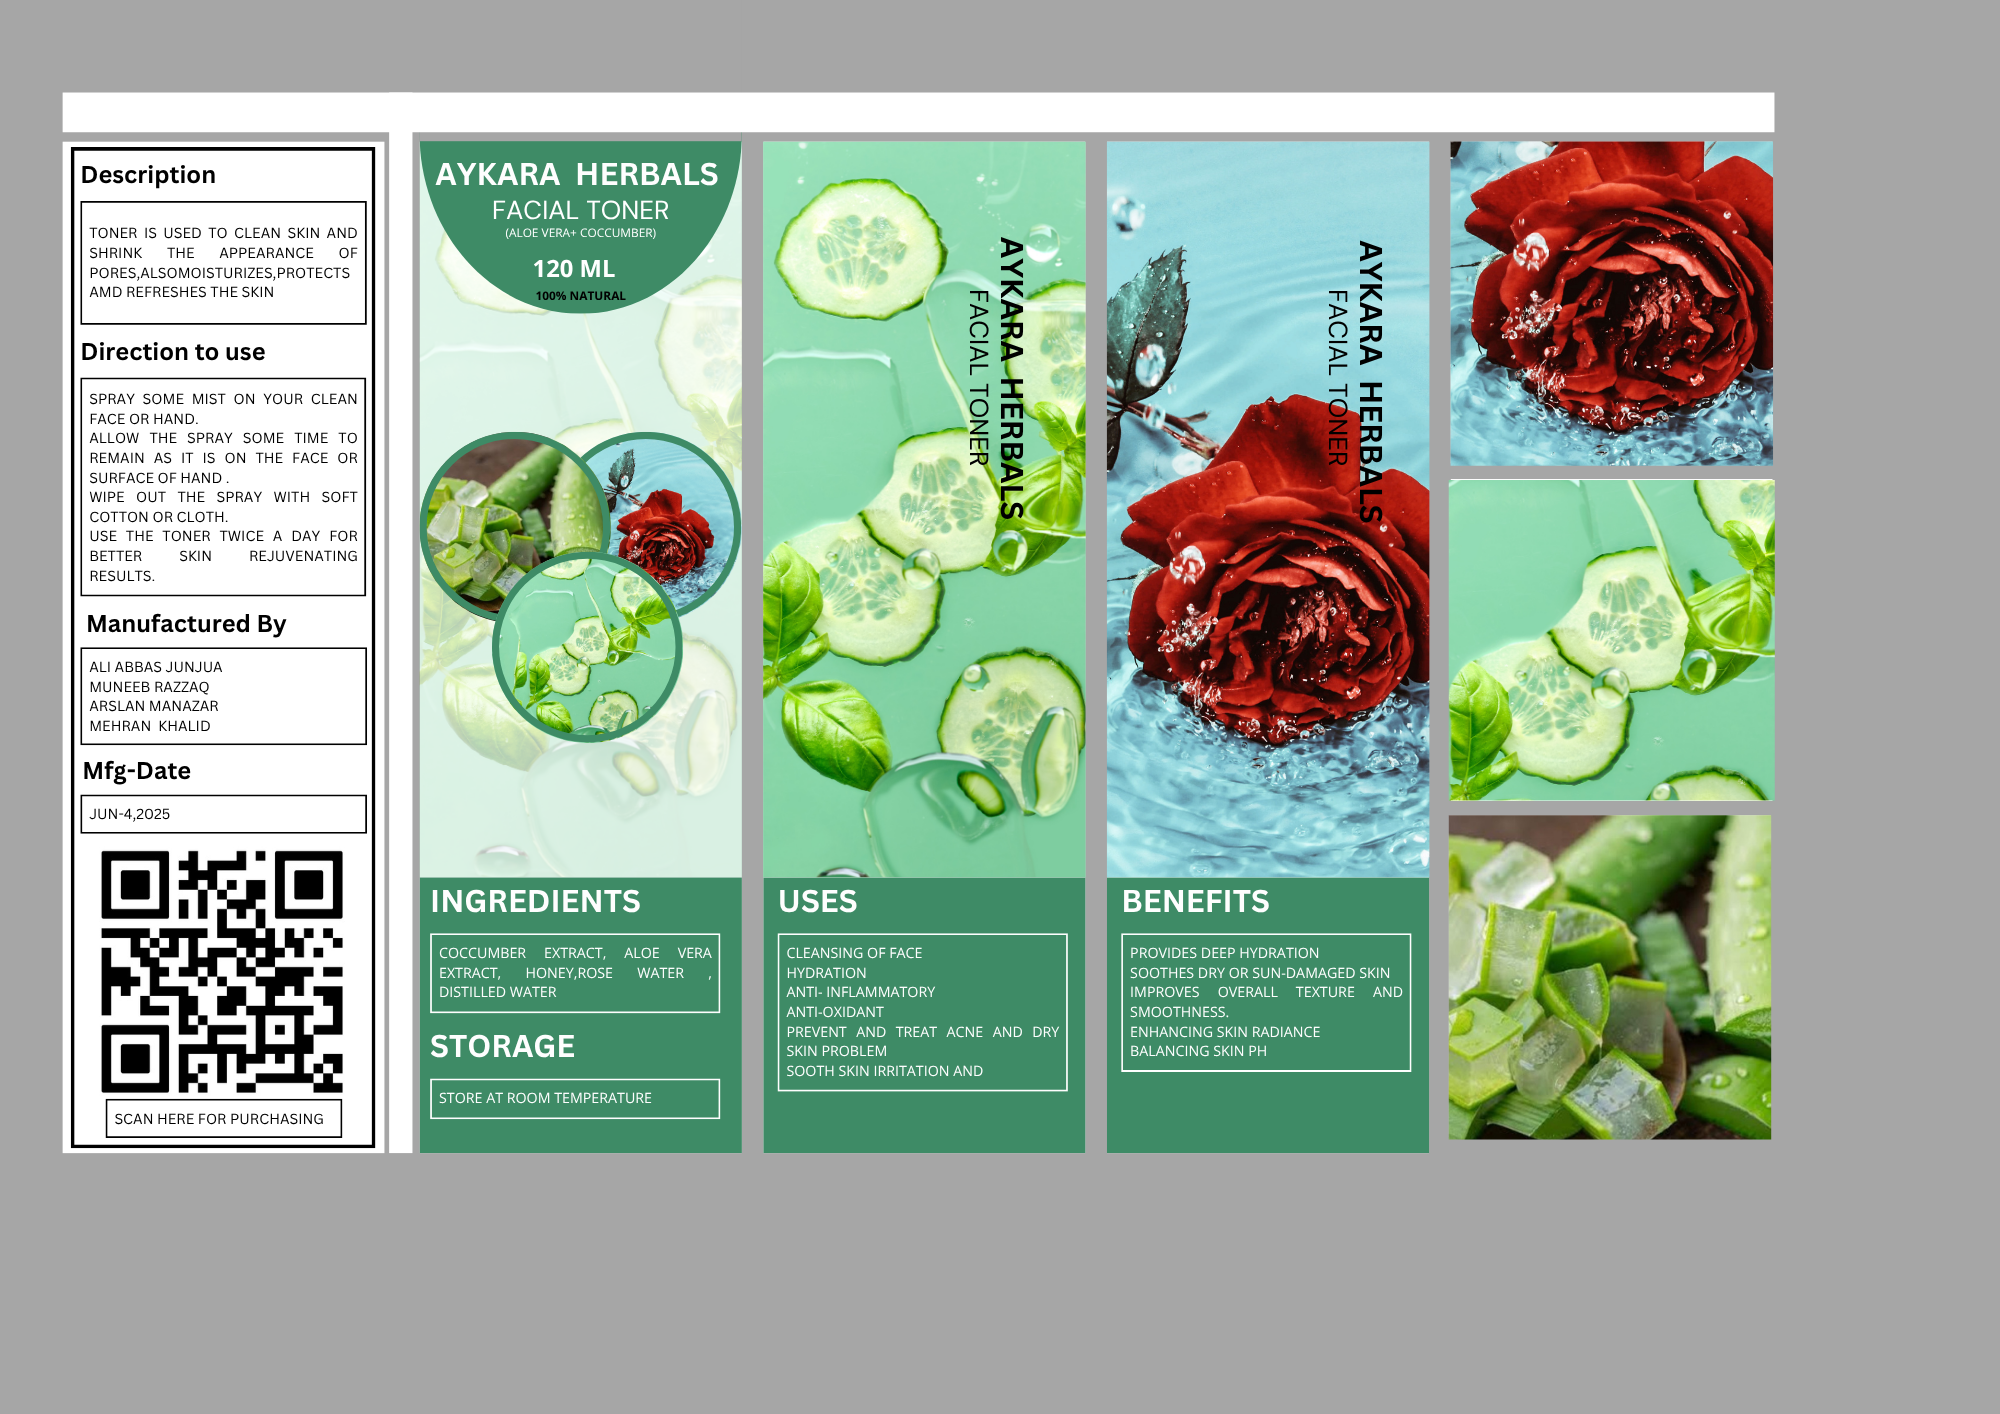 Description
TONER IS USED TO CLEAN SKIN AND
SHRINK THE APPEARANCE OF
PORES,ALSOMOISTURIZES,PROTECTS
AMD REFRESHES THE SKIN
Direction to use
SPRAY SOME MIST ON YOUR CLEAN
FACE OR HAND.
ALLOW THE SPRAY SOME TIME TO
REMAIN AS IT IS ON THE FACE OR
SURFACE OF HAND .
WIPE OUT THE SPRAY WITH SOFT
COTTON OR CLOTH.
USE THE TONER TWICE A DAY FOR
BETTER SKIN REJUVENATING
RESULTS.
Manufactured By
ALI ABBAS JUNJUA
MUNEEB RAZZAQ
ARSLAN MANAZAR
MEHRAN KHALID
Mfg-Date
JUN-4,2025
SCAN HERE FOR PURCHASING
AYKARA HERBALS
FACIAL TONER
(ALOE VERA+ COCCUMBER)
120 ML
100% NATURAL
INGREDIENTS
COCCUMBER EXTRACT, ALOE VERA
EXTRACT, HONEY,ROSE WATER ,
DISTILLED WATER
STORAGE
STORE AT ROOM TEMPERATURE
AYKARA HERBALS
FACIAL TONER
USES
CLEANSING OF FACE
HYDRATION
ANTI- INFLAMMATORY
ANTI-OXIDANT
PREVENT AND TREAT ACNE AND DRY
SKIN PROBLEM
SOOTH SKIN IRRITATION AND
AYKARA HERBALS
FACIAL TONER
BENEFITS
PROVIDES DEEP HYDRATION
SOOTHES DRY OR SUN-DAMAGED SKIN
IMPROVES OVERALL TEXTURE AND
SMOOTHNESS.
ENHANCING SKIN RADIANCE
BALANCING SKIN PH